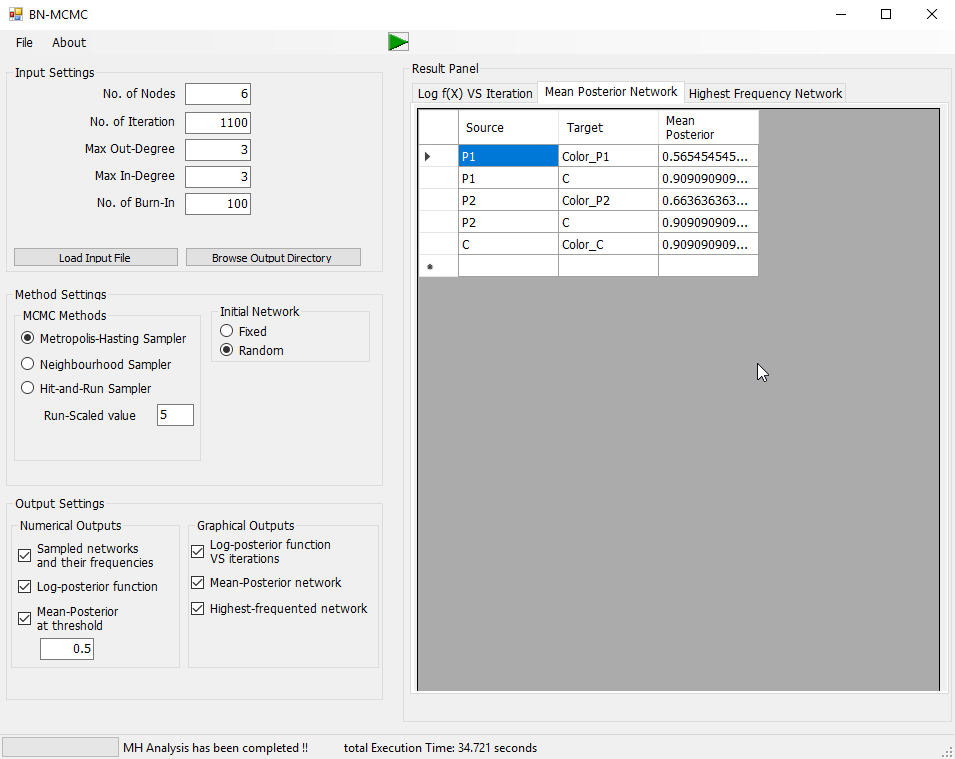 BN-MCMC
File About
Input Settings
No. of Nodes 6
No. of Iteration 1100
Max Out-Degree 3
Max In-Degree 3
No. of Burn-In 100
Load Input File Browse Output Directory
Method Settings
MCMC Methods
Metropolis-Hasting Sampler
Neighbourhood Sampler
Hit-and-Run Sampler
Run-Scaled value 5
Initial Network
Fixed
Random
Output Settings
Numerical Outputs
Sampled networks
and their frequencies
Log-posterior function
Mean-Posterior
at threshold
0.5
Graphical Outputs
Log-posterior function
VS iterations
Mean-Posterior network
Highest-frequented network
Result Panel
Log f(X) VS Iteration Mean Posterior Network Highest Frequency Network
Source Target Mean
Posterior
P1 Color_P1 0.565454545...
P1 C 0.909090909...
P2 Color_P2 0.663636363...
P2 C 0.909090909...
C Color_C 0.909090909...
MH Analysis has been completed !! total Execution Time: 34.721 seconds